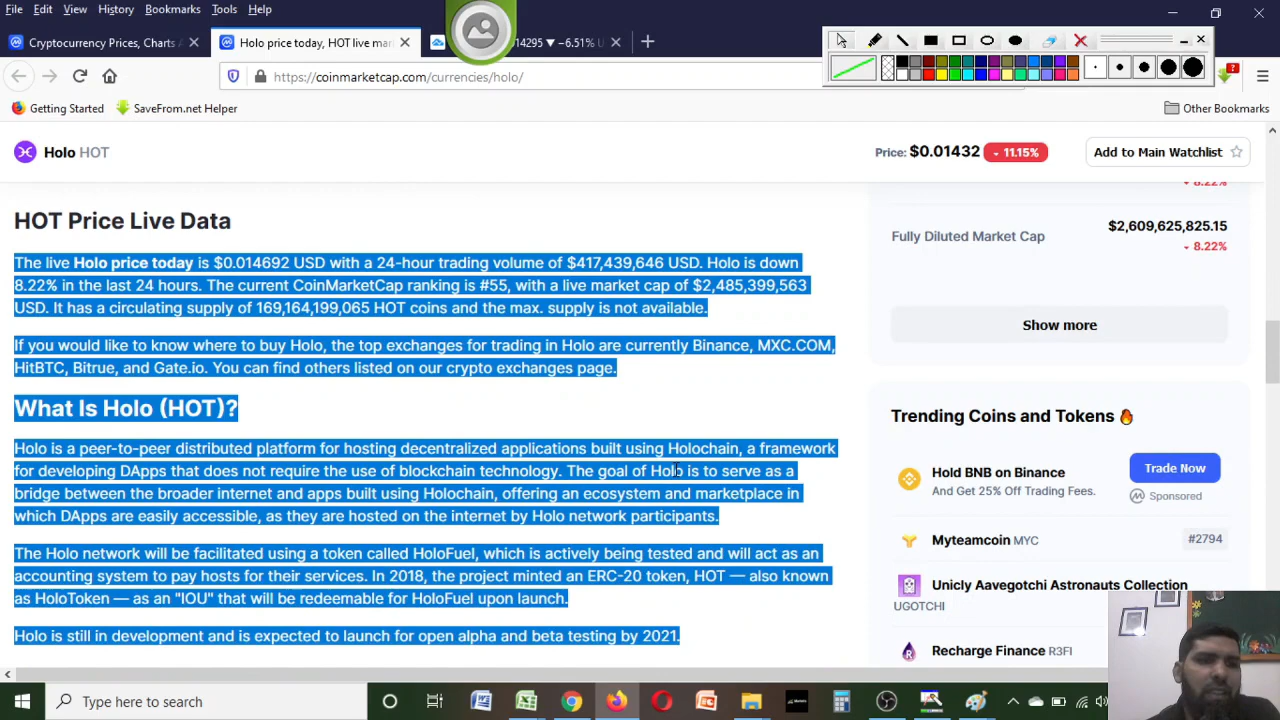 File Edit View History Bookmarks Tools Help
Cryptocurrency Prices, Charts
Holo price today, HOT live mar
014295 ▼ -6.51% U
https://coinmarketcap.com/currencies/holo/
Getting Started SaveFrom.net Helper
Other Bookmarks
Holo HOT
Price: $0.01432 11.15%
Add to Main Watchlist
HOT Price Live Data
The live Holo price today is $0.014692 USD with a 24-hour trading volume of $417,439,646 USD. Holo is down
8.22% in the last 24 hours. The current CoinMarketCap ranking is #55, with a live market cap of $2,485,399,563
USD. It has a circulating supply of 169,164,199,065 HOT coins and the max. supply is not available.
If you would like to know where to buy Holo, the top exchanges for trading in Holo are currently Binance, MXC.COM,
HitBTC, Bitrue, and Gate.io. You can find others listed on our crypto exchanges page.
What Is Holo (HOT)?
Holo is a peer-to-peer distributed platform for hosting decentralized applications built using Holochain, a framework
for developing DApps that does not require the use of blockchain technology. The goal of Holo is to serve as a
bridge between the broader internet and apps built using Holochain, offering an ecosystem and marketplace in
which DApps are easily accessible, as they are hosted on the internet by Holo network participants.
The Holo network will be facilitated using a token called HoloFuel, which is actively being tested and will act as an
accounting system to pay hosts for their services. In 2018, the project minted an ERC-20 token, HOT — also known
as HoloToken — as an "IOU" that will be redeemable for HoloFuel upon launch.
Holo is still in development and is expected to launch for open alpha and beta testing by 2021.
8.22%
Fully Diluted Market Cap
$2,609,625,825.15
8.22%
Show more
Trending Coins and Tokens
Hold BNB on Binance
And Get 25% Off Trading Fees.
Trade Now
Sponsored
Myteamcoin MYC
#2794
Unicly Aavegotchi Astronauts Collection
UGOTCHI
Recharge Finance R3FI
Type here to search